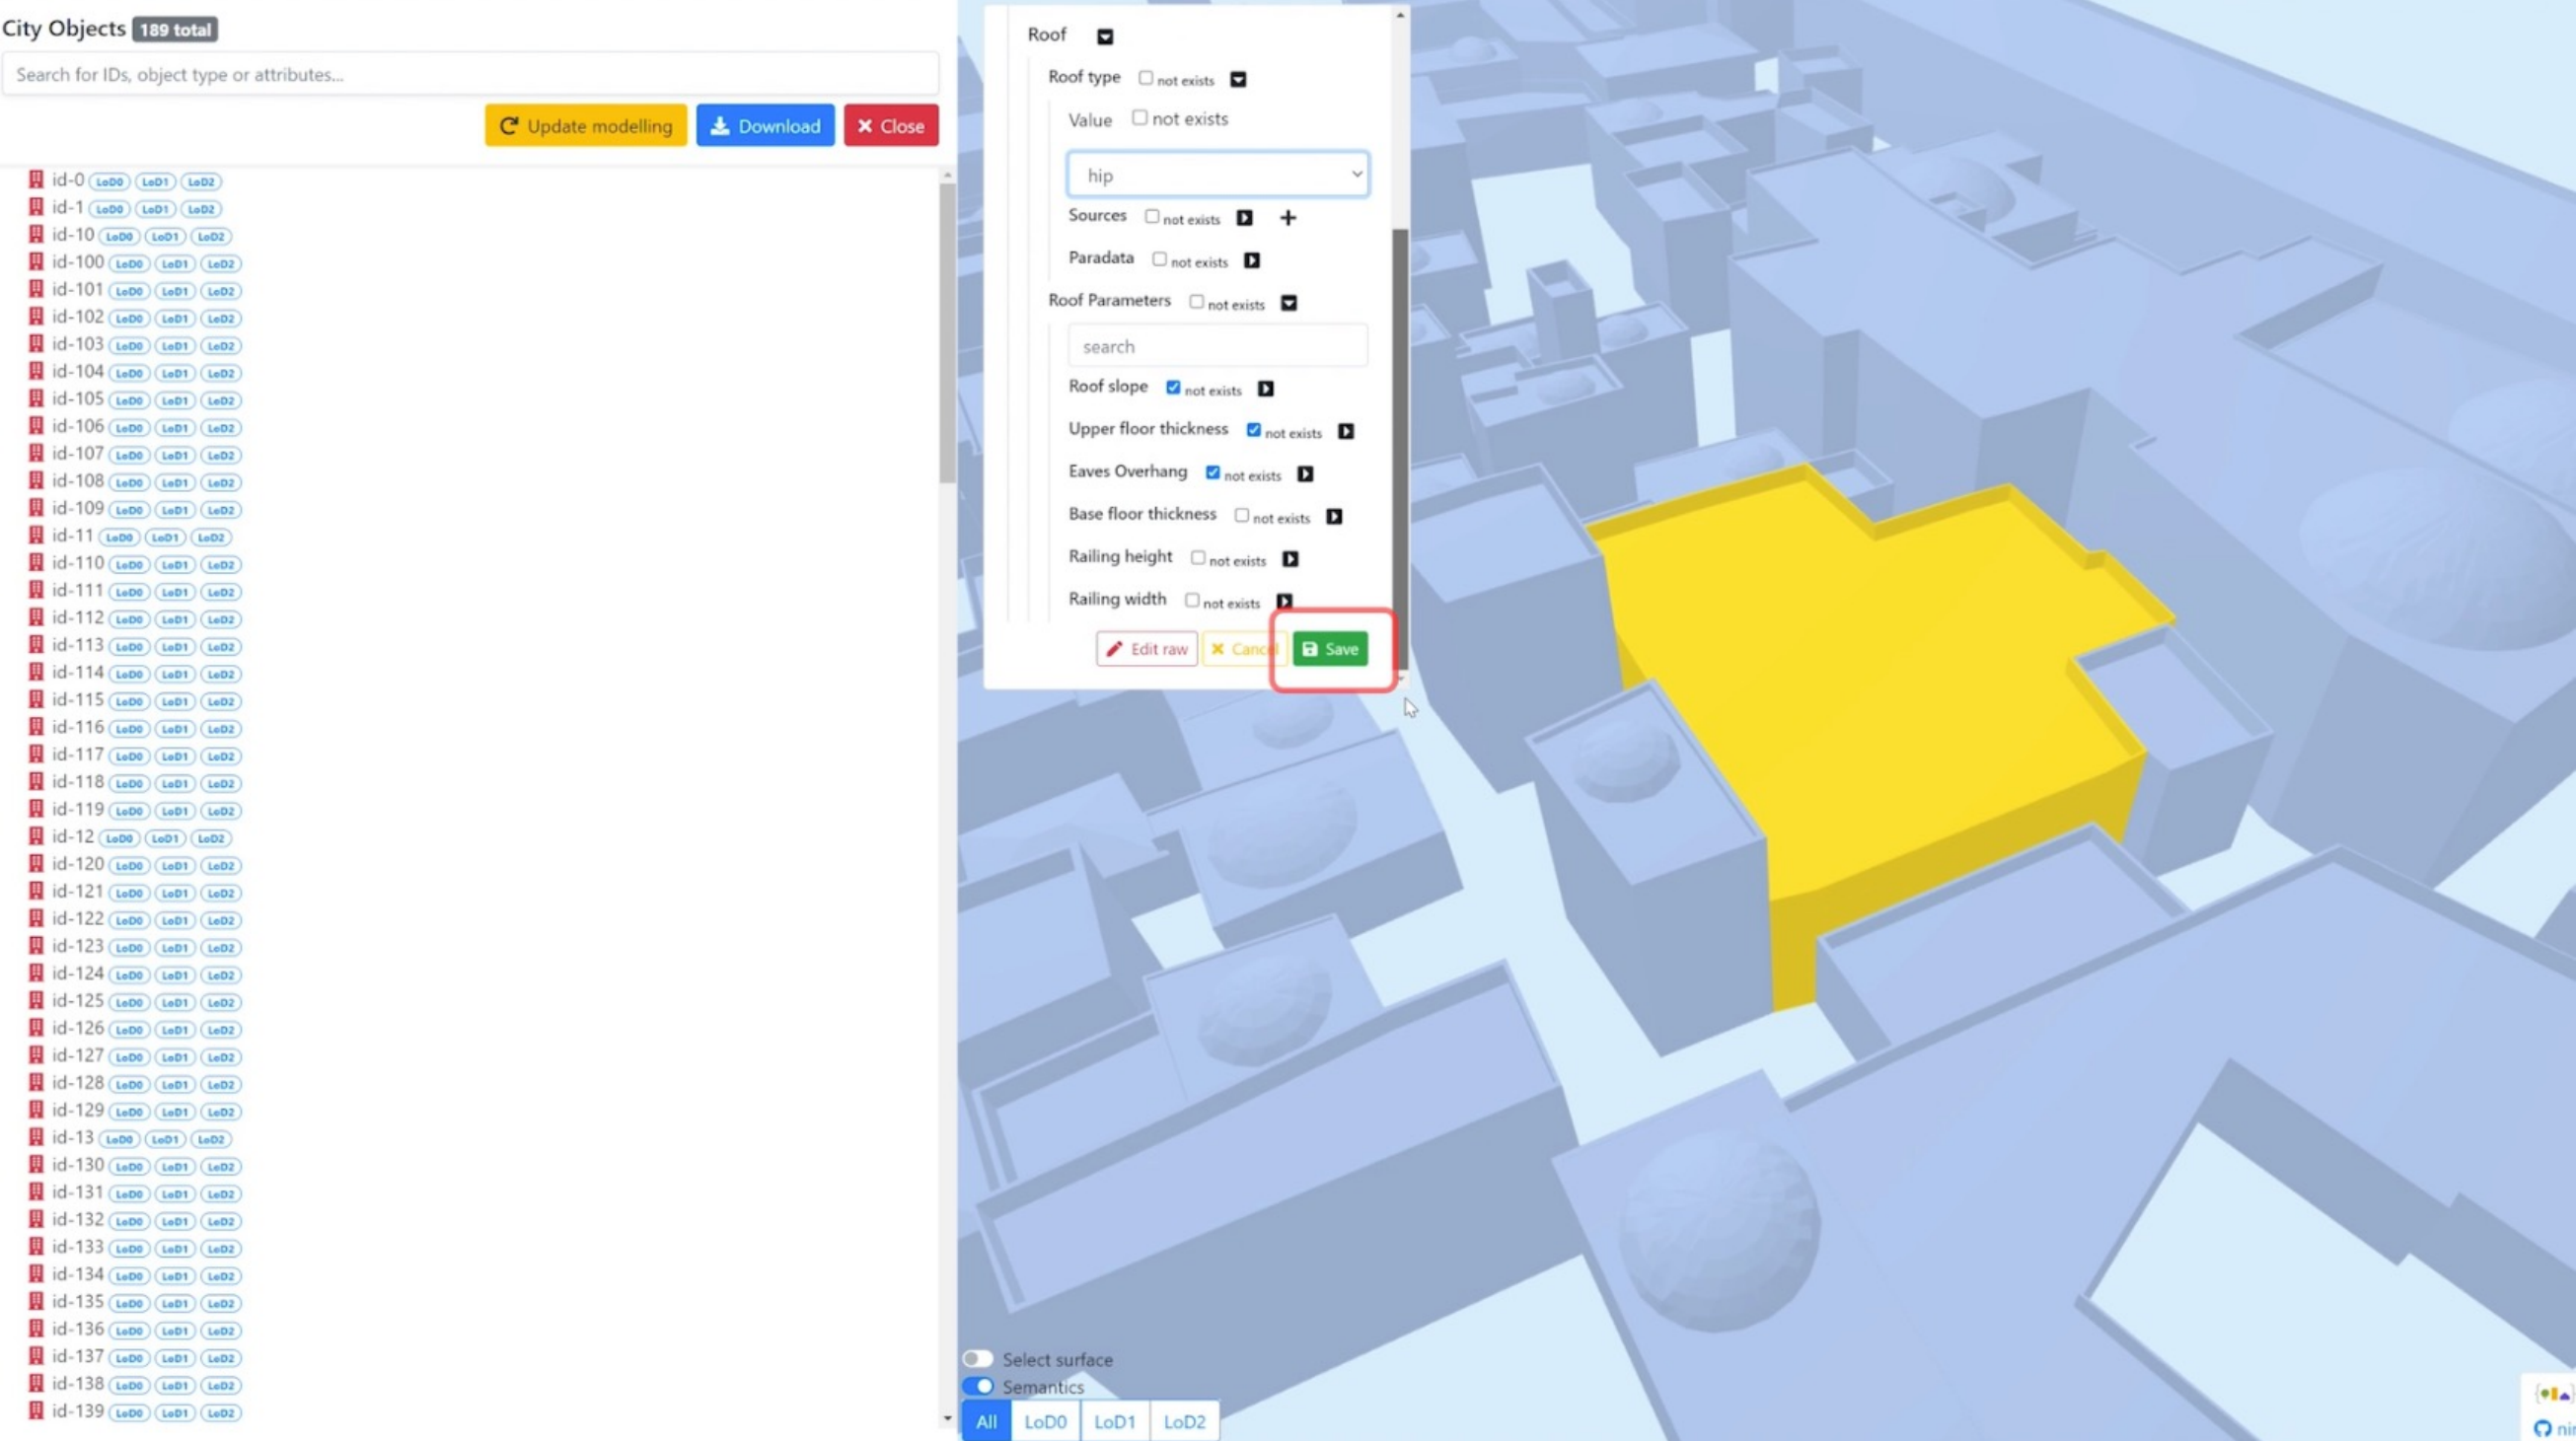 City Objects 189 total
Search for IDs, object type or attributes...
Update modelling Download Close
id-0 LoD0 LoD1 LoD2
id-1 LoD0 LoD1 LoD2
id-10 LoD0 LoD1 LoD2
id-100 LoD0 LoD1 LoD2
id-101 LoD0 LoD1 LoD2
id-102 LoD0 LoD1 LoD2
id-103 LoD0 LoD1 LoD2
id-104 LoD0 LoD1 LoD2
id-105 LoD0 LoD1 LoD2
id-106 LoD0 LoD1 LoD2
id-107 LoD0 LoD1 LoD2
id-108 LoD0 LoD1 LoD2
id-109 LoD0 LoD1 LoD2
id-11 LoD0 LoD1 LoD2
id-110 LoD0 LoD1 LoD2
id-111 LoD0 LoD1 LoD2
id-112 LoD0 LoD1 LoD2
id-113 LoD0 LoD1 LoD2
id-114 LoD0 LoD1 LoD2
id-115 LoD0 LoD1 LoD2
id-116 LoD0 LoD1 LoD2
id-117 LoD0 LoD1 LoD2
id-118 LoD0 LoD1 LoD2
id-119 LoD0 LoD1 LoD2
id-12 LoD0 LoD1 LoD2
id-120 LoD0 LoD1 LoD2
id-121 LoD0 LoD1 LoD2
id-122 LoD0 LoD1 LoD2
id-123 LoD0 LoD1 LoD2
id-124 LoD0 LoD1 LoD2
id-125 LoD0 LoD1 LoD2
id-126 LoD0 LoD1 LoD2
id-127 LoD0 LoD1 LoD2
id-128 LoD0 LoD1 LoD2
id-129 LoD0 LoD1 LoD2
id-13 LoD0 LoD1 LoD2
id-130 LoD0 LoD1 LoD2
id-131 LoD0 LoD1 LoD2
id-132 LoD0 LoD1 LoD2
id-133 LoD0 LoD1 LoD2
id-134 LoD0 LoD1 LoD2
id-135 LoD0 LoD1 LoD2
id-136 LoD0 LoD1 LoD2
id-137 LoD0 LoD1 LoD2
id-138 LoD0 LoD1 LoD2
id-139 LoD0 LoD1 LoD2
Roof
Roof type not exists
Value not exists
hip
Sources not exists
Paradata not exists
Roof Parameters not exists
search
Roof slope not exists
Upper floor thickness not exists
Eaves Overhang not exists
Base floor thickness not exists
Railing height not exists
Railing width not exists
Edit raw Cancel Save
Select surface
Semantics
All LoD0 LoD1 LoD2